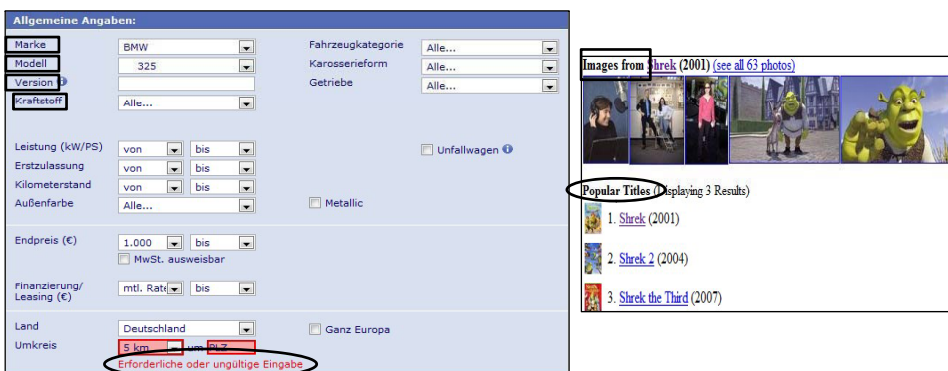 Allgemeine Angaben:
Marke BMW Fahrzeugkategorie Alle...
Modell 325 Karosserieform Alle...
Version Getriebe Alle...
Kraftstoff Alle...
Leistung (kW/PS) von bis Unfallwagen
Erstzulassung von bis
Kilometerstand von bis
Außenfarbe Alle... Metallic
Endpreis (€) 1.000 bis
MwSt. ausweisbar
Finanzierung/
Leasing (€) mtl. Rate bis
Land Deutschland Ganz Europa
Umkreis 5 km um PLZ
Erforderliche oder ungültige Eingabe
Images from Shrek (2001) (see all 63 photos)
Popular Titles (Displaying 3 Results)
1. Shrek (2001)
2. Shrek 2 (2004)
3. Shrek the Third (2007)